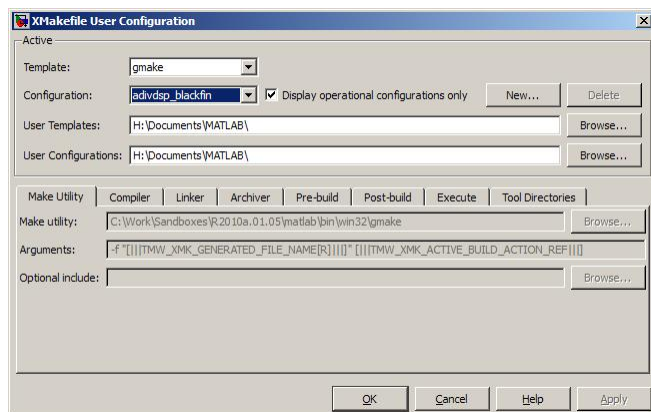 XMakefile User Configuration
Active
Template: gmake
Configuration: adivdsp_blackfin Display operational configurations only New... Delete
User Templates: H:\Documents\MATLAB\ Browse...
User Configurations: H:\Documents\MATLAB\ Browse...
Make Utility Compiler Linker Archiver Pre-build Post-build Execute Tool Directories
Make utility: C:\Work\Sandboxes\R2010a.01.05\matlab\bin\win32\gmake Browse...
Arguments: -f "[|||TMW_XMK_GENERATED_FILE_NAME[R]|||]" [|||TMW_XMK_ACTIVE_BUILD_ACTION_REF|||]
Optional include: Browse...
OK Cancel Help Apply